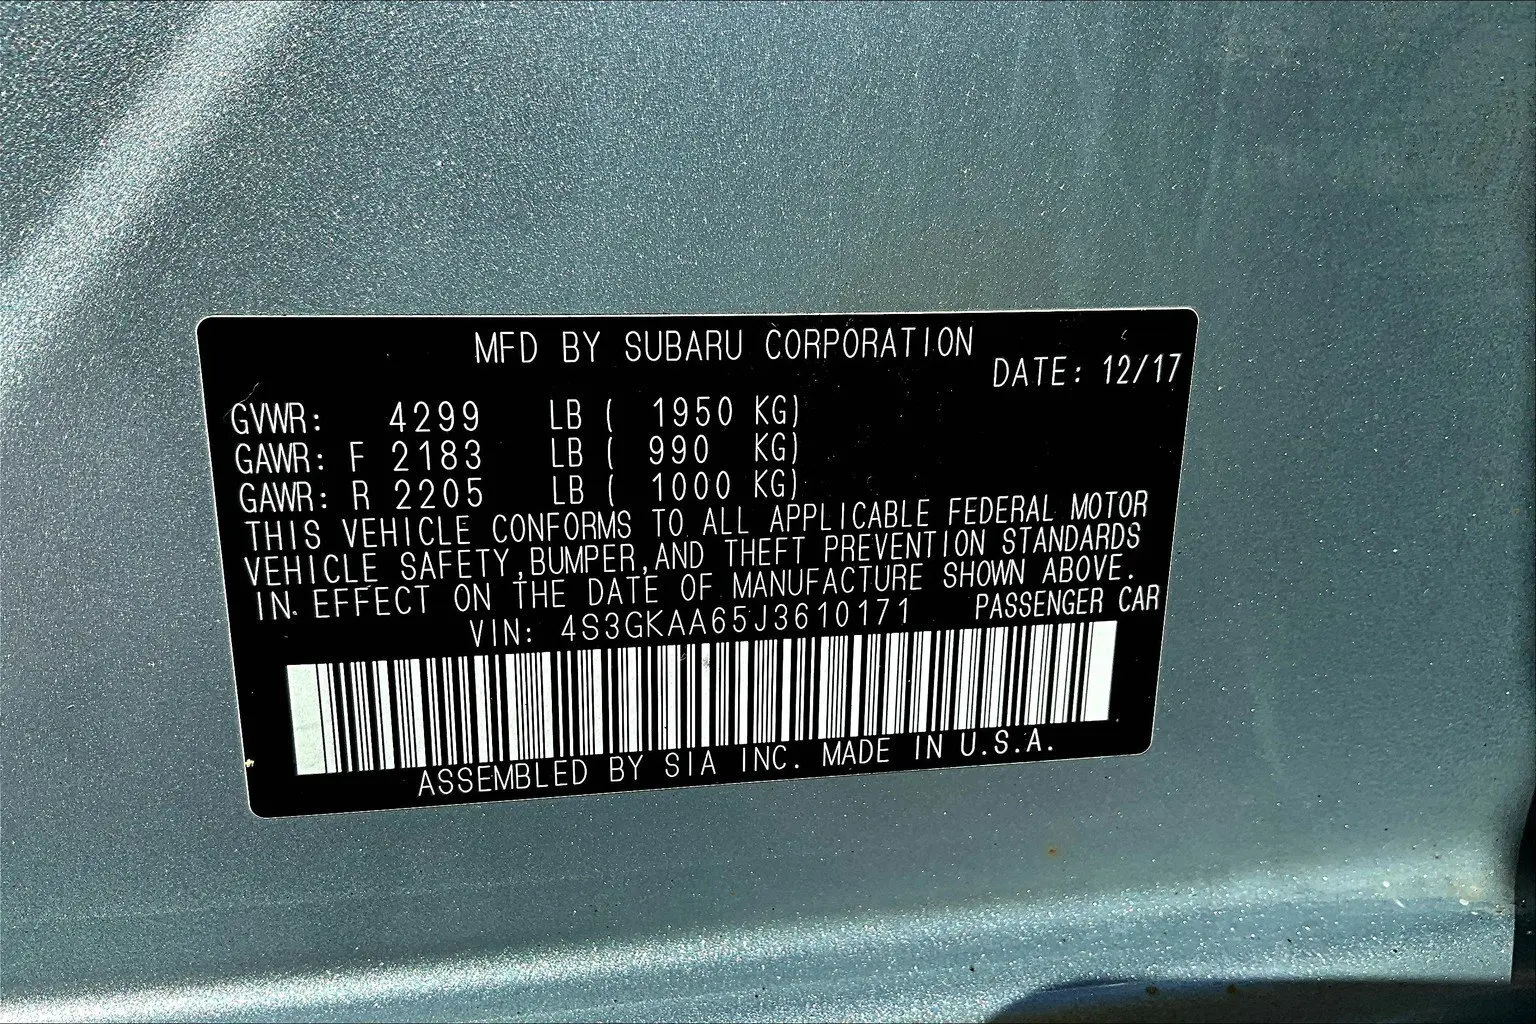 MFD BY SUBARU CORPORATION
DATE: 12/17
GVWR: 4299 LB ( 1950 KG)
GAWR: F 2183 LB ( 990 KG)
GAWR: R 2205 LB ( 1000 KG)
THIS VEHICLE CONFORMS TO ALL APPLICABLE FEDERAL MOTOR
VEHICLE SAFETY,BUMPER,AND THEFT PREVENTION STANDARDS
IN EFFECT ON THE DATE OF MANUFACTURE SHOWN ABOVE.
VIN: 4S3GKAA65J3610171 PASSENGER CAR
ASSEMBLED BY SIA INC. MADE IN U.S.A.